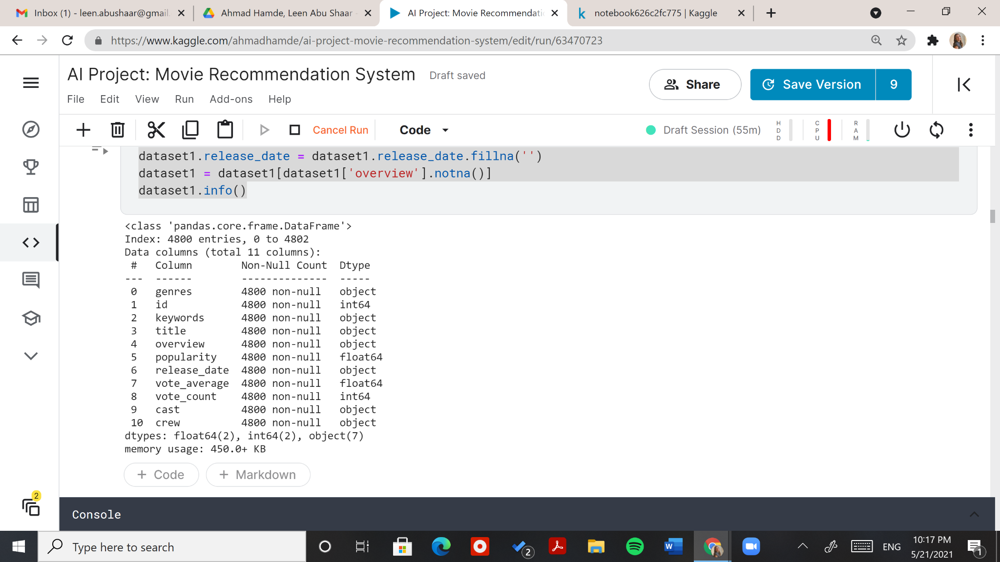 Inbox (1) - leen.abushaar@gmail.
Ahmad Hamde, Leen Abu Shaar -
AI Project: Movie Recommendatio
notebook626c2fc775 | Kaggle
https://www.kaggle.com/ahmadhamde/ai-project-movie-recommendation-system/edit/run/63470723
AI Project: Movie Recommendation System
Draft saved
Share
Save Version
9
File Edit View Run Add-ons Help
Cancel Run
Code
Draft Session (55m)
HDD
CPU
RAM
dataset1.release_date = dataset1.release_date.fillna('')
dataset1 = dataset1[dataset1['overview'].notna()]
dataset1.info()
<class 'pandas.core.frame.DataFrame'>
Index: 4800 entries, 0 to 4802
Data columns (total 11 columns):
# Column Non-Null Count Dtype
--- ------ -------------- -----
0 genres 4800 non-null object
1 id 4800 non-null int64
2 keywords 4800 non-null object
3 title 4800 non-null object
4 overview 4800 non-null object
5 popularity 4800 non-null float64
6 release_date 4800 non-null object
7 vote_average 4800 non-null float64
8 vote_count 4800 non-null int64
9 cast 4800 non-null object
10 crew 4800 non-null object
dtypes: float64(2), int64(2), object(7)
memory usage: 450.0+ KB
+ Code
+ Markdown
2
Console
Type here to search
2
W
ENG
10:17 PM
5/21/2021
1